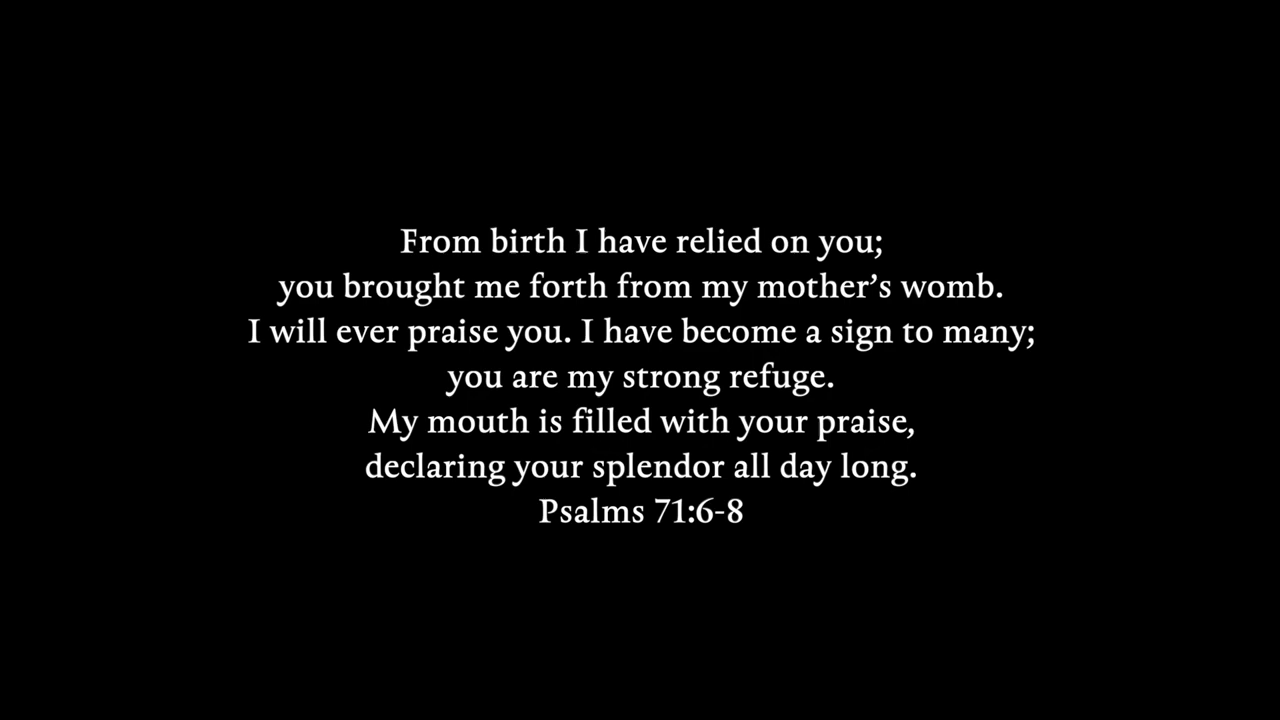 From birth I have relied on you;
you brought me forth from my mother’s womb.
I will ever praise you. I have become a sign to many;
you are my strong refuge.
My mouth is filled with your praise,
declaring your splendor all day long.
Psalms 71:6-8